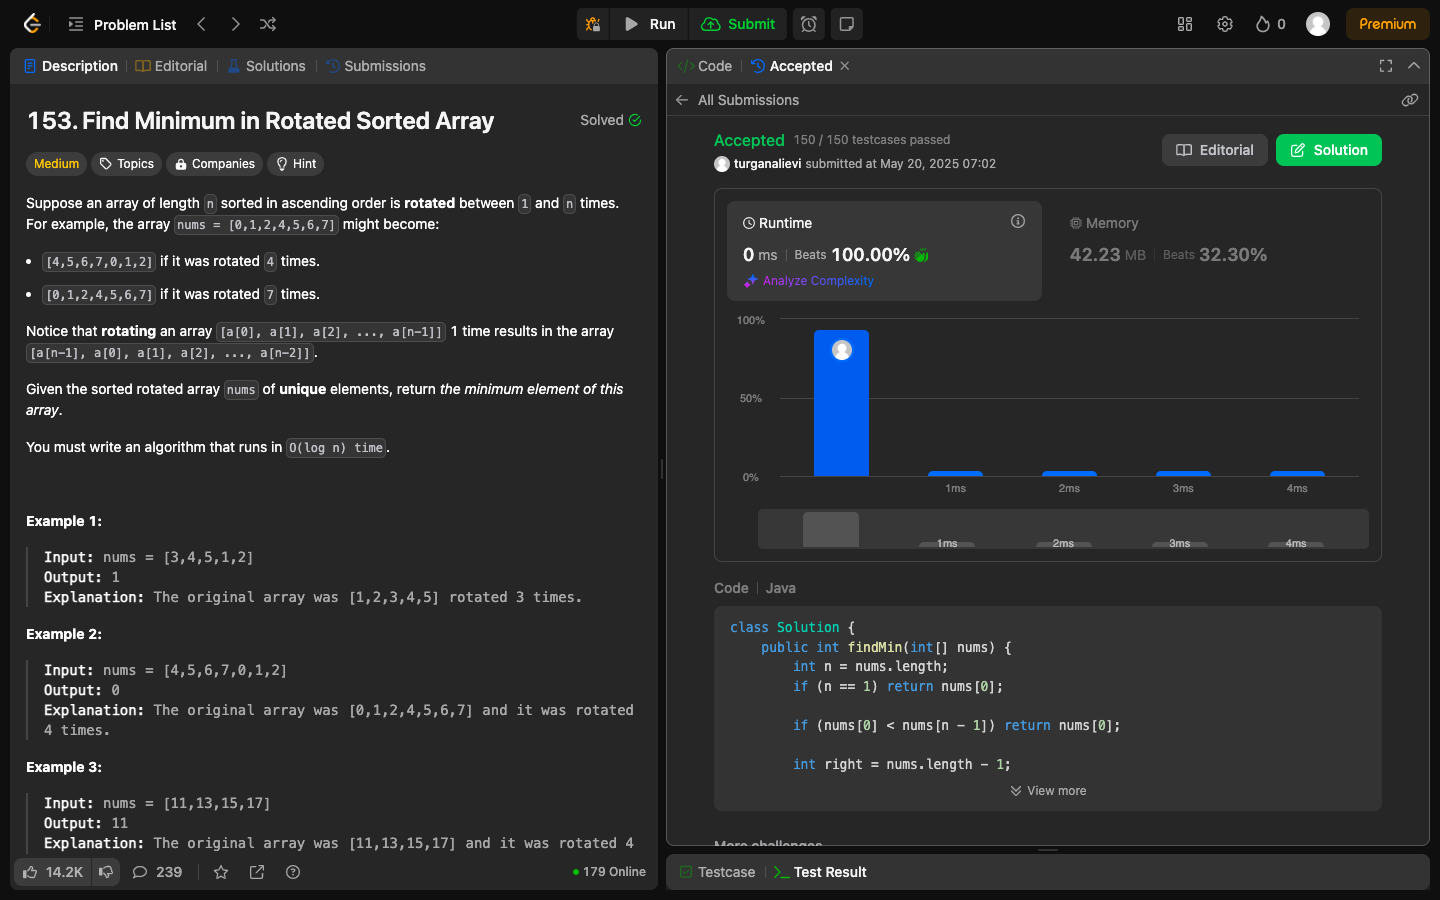 Problem List
Run
Submit
0
Premium
Description
Editorial
Solutions
Submissions
153. Find Minimum in Rotated Sorted Array
Solved
Medium
Topics
Companies
Hint
Suppose an array of length n sorted in ascending order is rotated between 1 and n times.
For example, the array nums = [0,1,2,4,5,6,7] might become:
• [4,5,6,7,0,1,2] if it was rotated 4 times.
• [0,1,2,4,5,6,7] if it was rotated 7 times.
Notice that rotating an array [a[0], a[1], a[2], ..., a[n-1]] 1 time results in the array
[a[n-1], a[0], a[1], a[2], ..., a[n-2]].
Given the sorted rotated array nums of unique elements, return the minimum element of this
array.
You must write an algorithm that runs in O(log n) time.
Example 1:
Input: nums = [3,4,5,1,2]
Output: 1
Explanation: The original array was [1,2,3,4,5] rotated 3 times.
Example 2:
Input: nums = [4,5,6,7,0,1,2]
Output: 0
Explanation: The original array was [0,1,2,4,5,6,7] and it was rotated
4 times.
Example 3:
Input: nums = [11,13,15,17]
Output: 11
Explanation: The original array was [11,13,15,17] and it was rotated 4
14.2K
239
179 Online
Code
Accepted
All Submissions
Accepted 150 / 150 testcases passed
turganalievi submitted at May 20, 2025 07:02
Editorial
Solution
Runtime
0 ms Beats 100.00%
Analyze Complexity
Memory
42.23 MB Beats 32.30%
100%
50%
0%
1ms 2ms 3ms 4ms
1ms 2ms 3ms 4ms
Code Java
class Solution {
public int findMin(int[] nums) {
int n = nums.length;
if (n == 1) return nums[0];
if (nums[0] < nums[n - 1]) return nums[0];
int right = nums.length - 1;
View more
More challenges
Testcase
Test Result